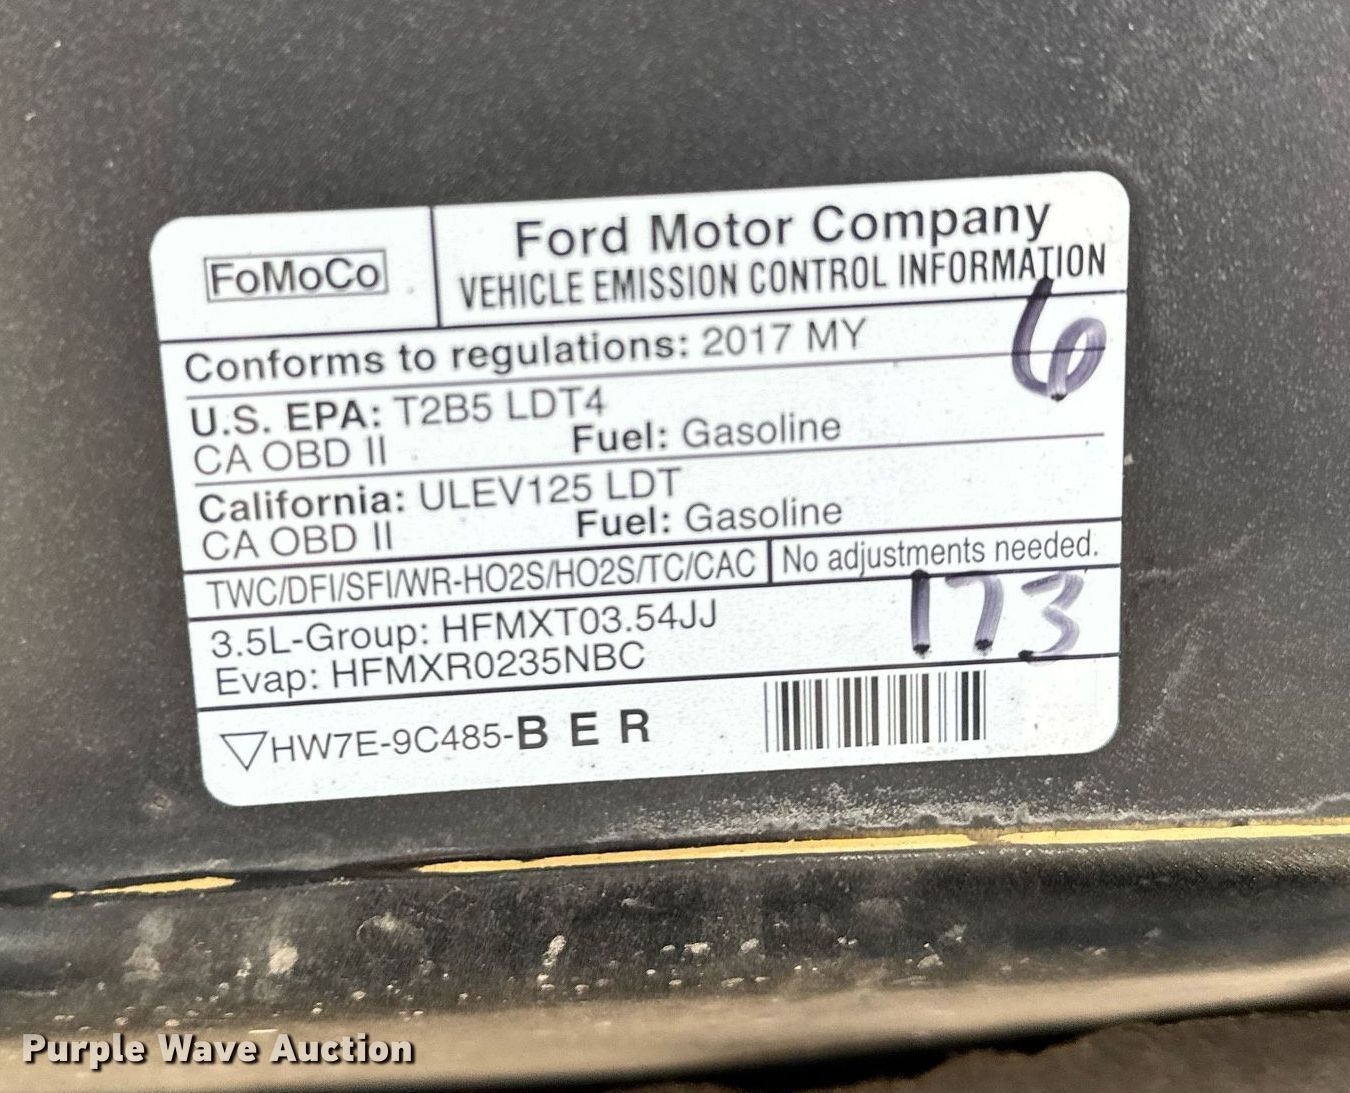 FoMoCo
Ford Motor Company
VEHICLE EMISSION CONTROL INFORMATION
Conforms to regulations: 2017 MY
6
U.S. EPA: T2B5 LDT4
CA OBD II Fuel: Gasoline
California: ULEV125 LDT
CA OBD II Fuel: Gasoline
TWC/DFI/SFI/WR-HO2S/HO2S/TC/CAC No adjustments needed.
173
3.5L-Group: HFMXT03.54JJ
Evap: HFMXR0235NBC
HW7E-9C485-B E R
Purple Wave Auction